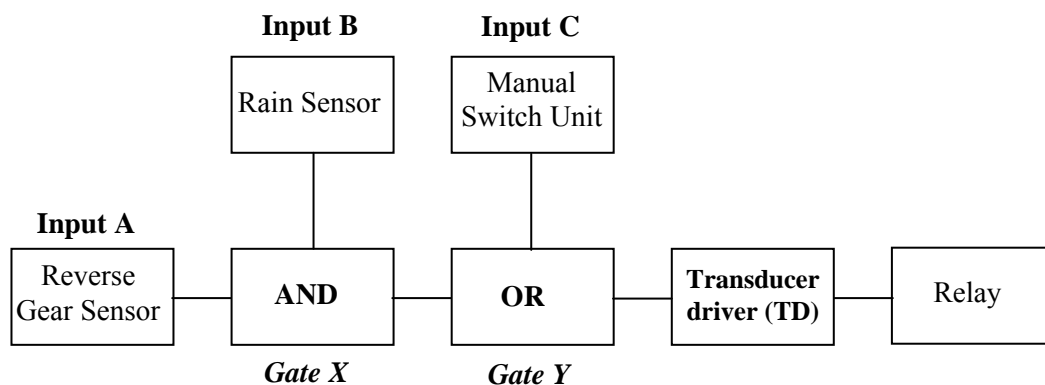 Input B
Input C
Rain Sensor
Manual
Switch Unit
Input A
Reverse
Gear Sensor
AND
OR
Transducer
driver (TD)
Relay
Gate X
Gate Y